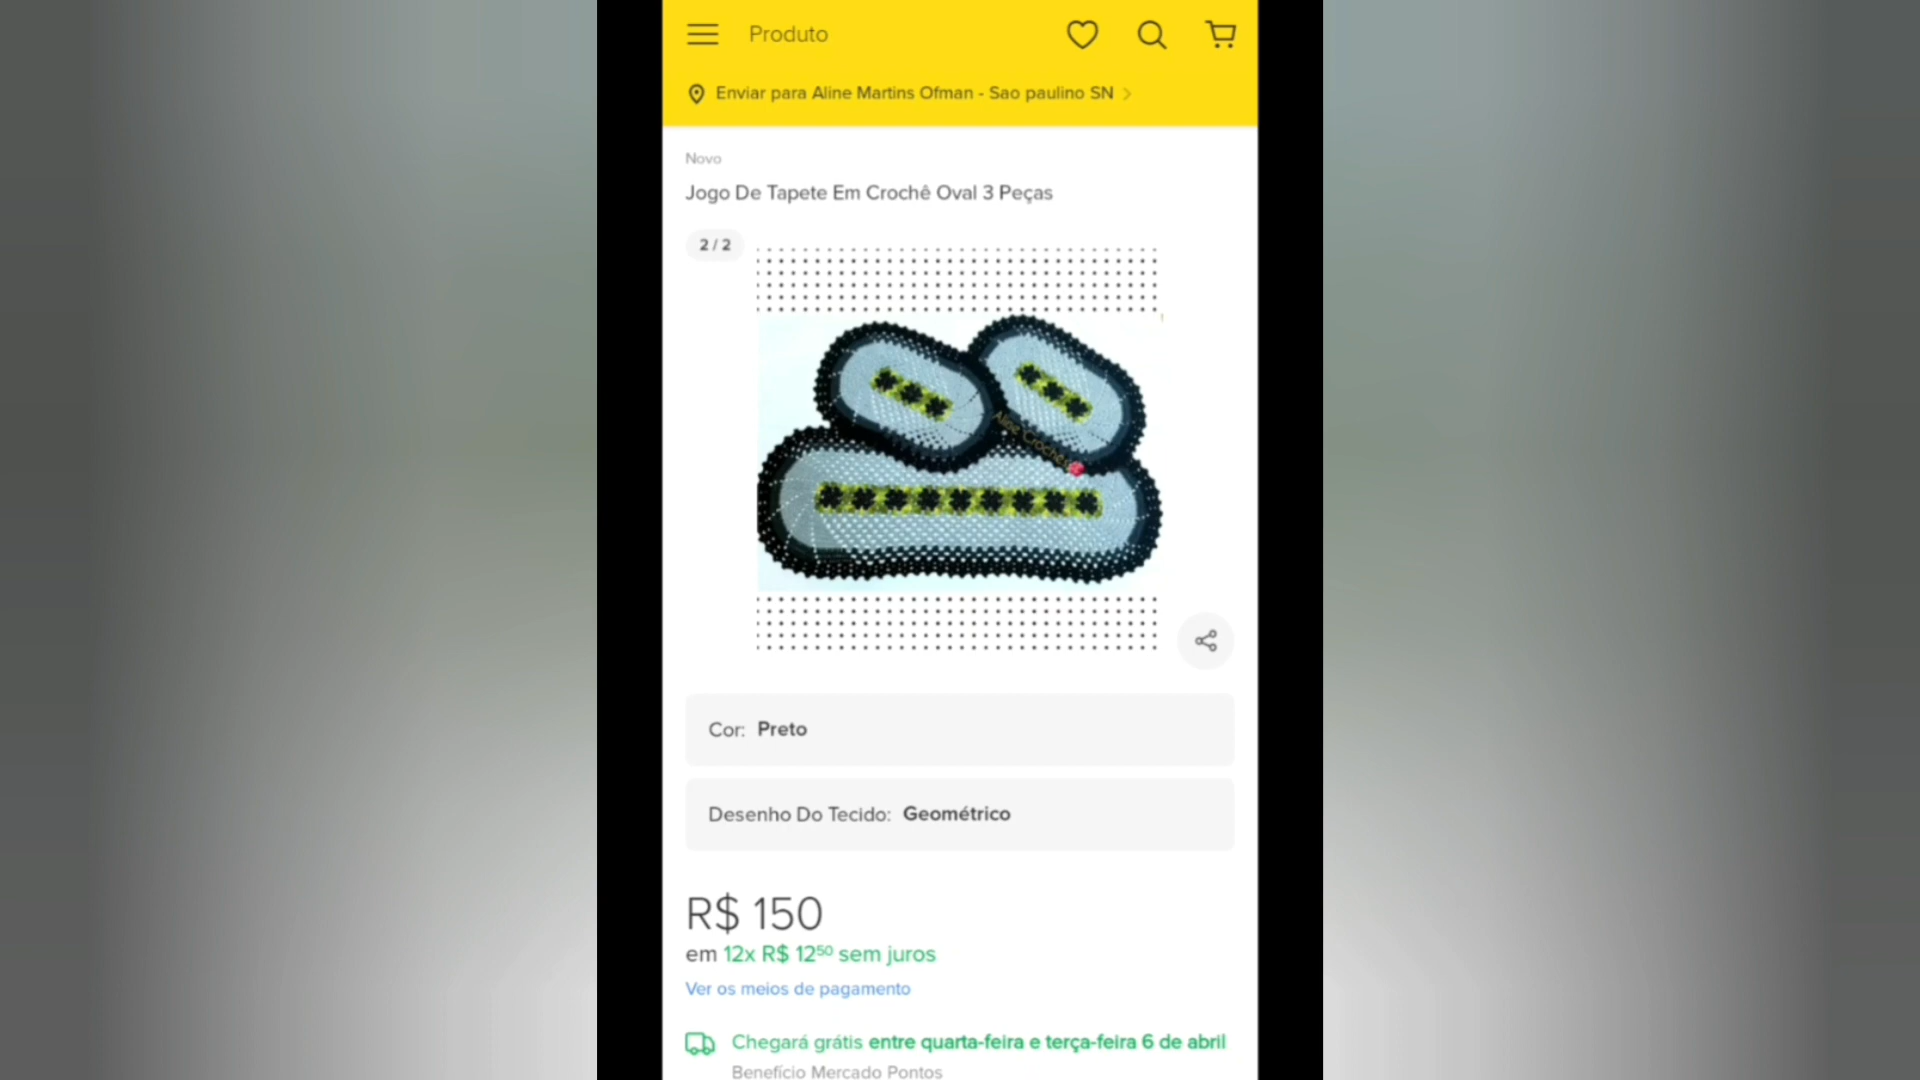 Produto
Enviar para Aline Martins Ofman - Sao paulino SN
Novo
Jogo De Tapete Em Crochê Oval 3 Peças
2 / 2
Aline Crochê
Cor: Preto
Desenho Do Tecido: Geométrico
R$ 150
em 12x R$ 12⁵⁰ sem juros
Ver os meios de pagamento
Chegará grátis entre quarta-feira e terça-feira 6 de abril
Benefício Mercado Pontos